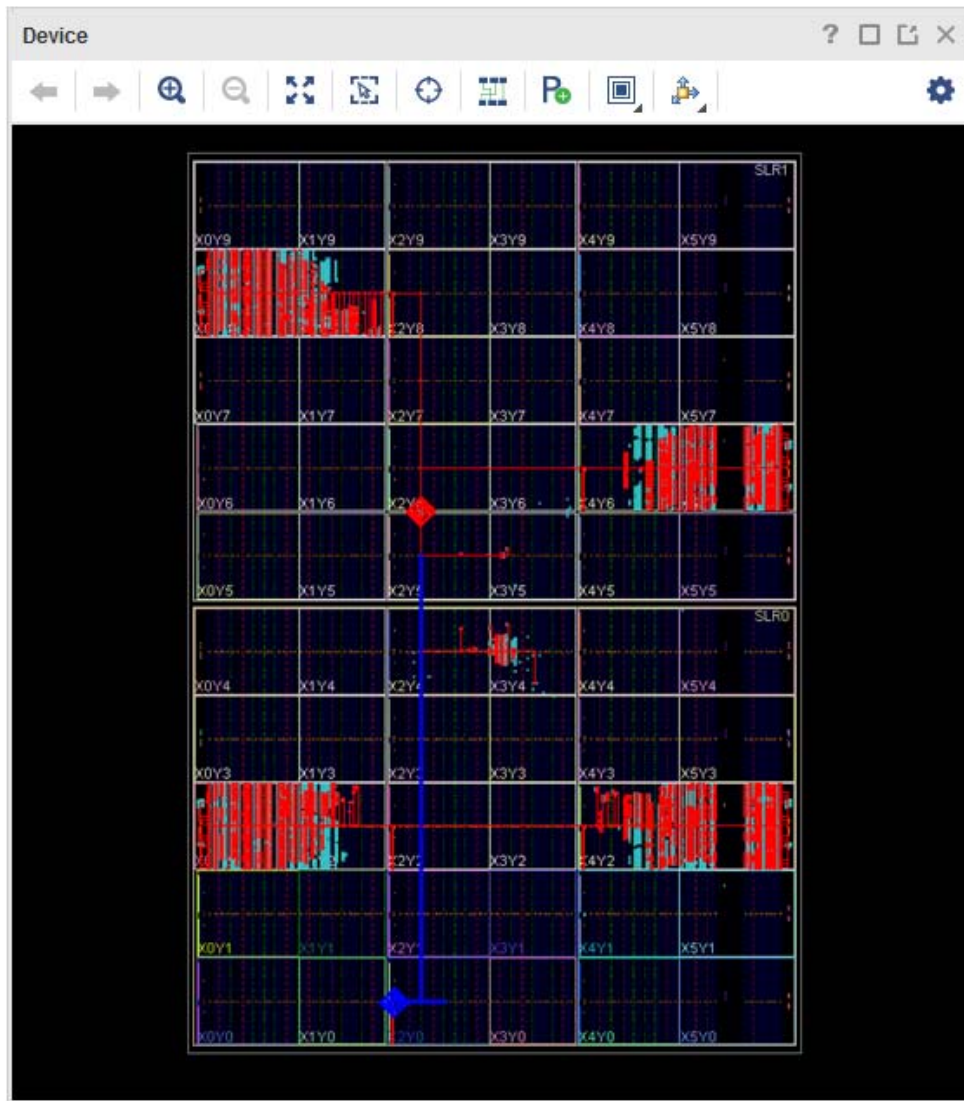 Device
SLR1
X0Y9 X1Y9 X2Y9 X3Y9 X4Y9 X5Y9
X2Y8 X3Y8 X4Y8 X5Y8
X0Y7 X1Y7 X2Y7 X3Y7 X4Y7 X5Y7
X0Y6 X1Y6 X3Y6 X4Y6
X0Y5 X1Y5 X3Y5 X4Y5 X5Y5
SLR0
X0Y4 X1Y4 X3Y4 X4Y4 X5Y4
X0Y3 X1Y3 X3Y3 X4Y3 X5Y3
X3Y2 X4Y2
X0Y1 X1Y1 X3Y1 X4Y1 X5Y1
X0Y0 X1Y0 X2Y0 X3Y0 X4Y0 X5Y0